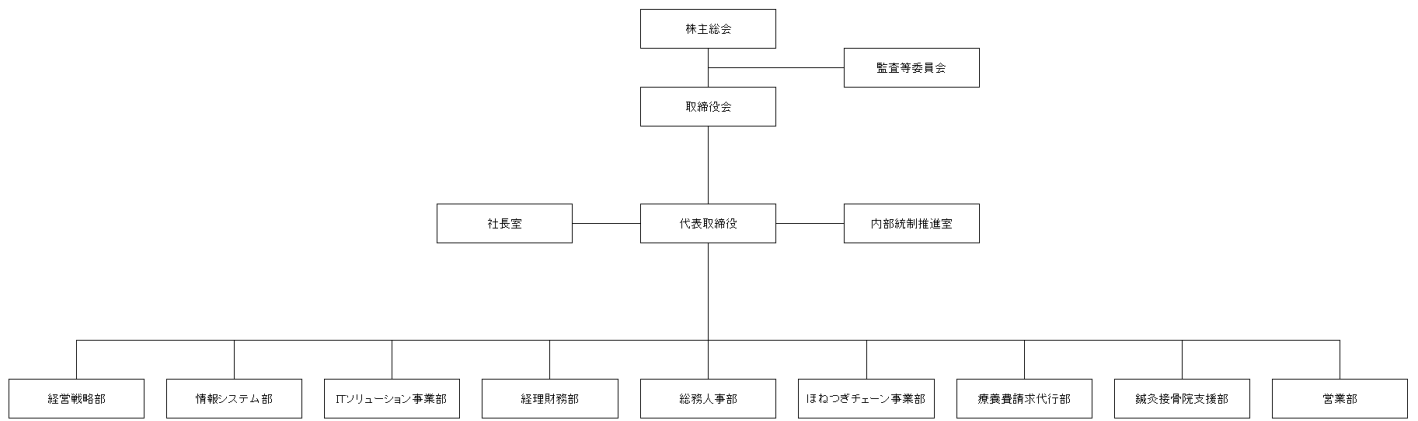 株主総会
監査等委員会
取締役会
社長室
代表取締役
内部統制推進室
経営戦略部
情報システム部
ITソリューション事業部
経理財務部
総務人事部
ほねつぎチェーン事業部
療養費請求代行部
鍼灸接骨院支援部
営業部